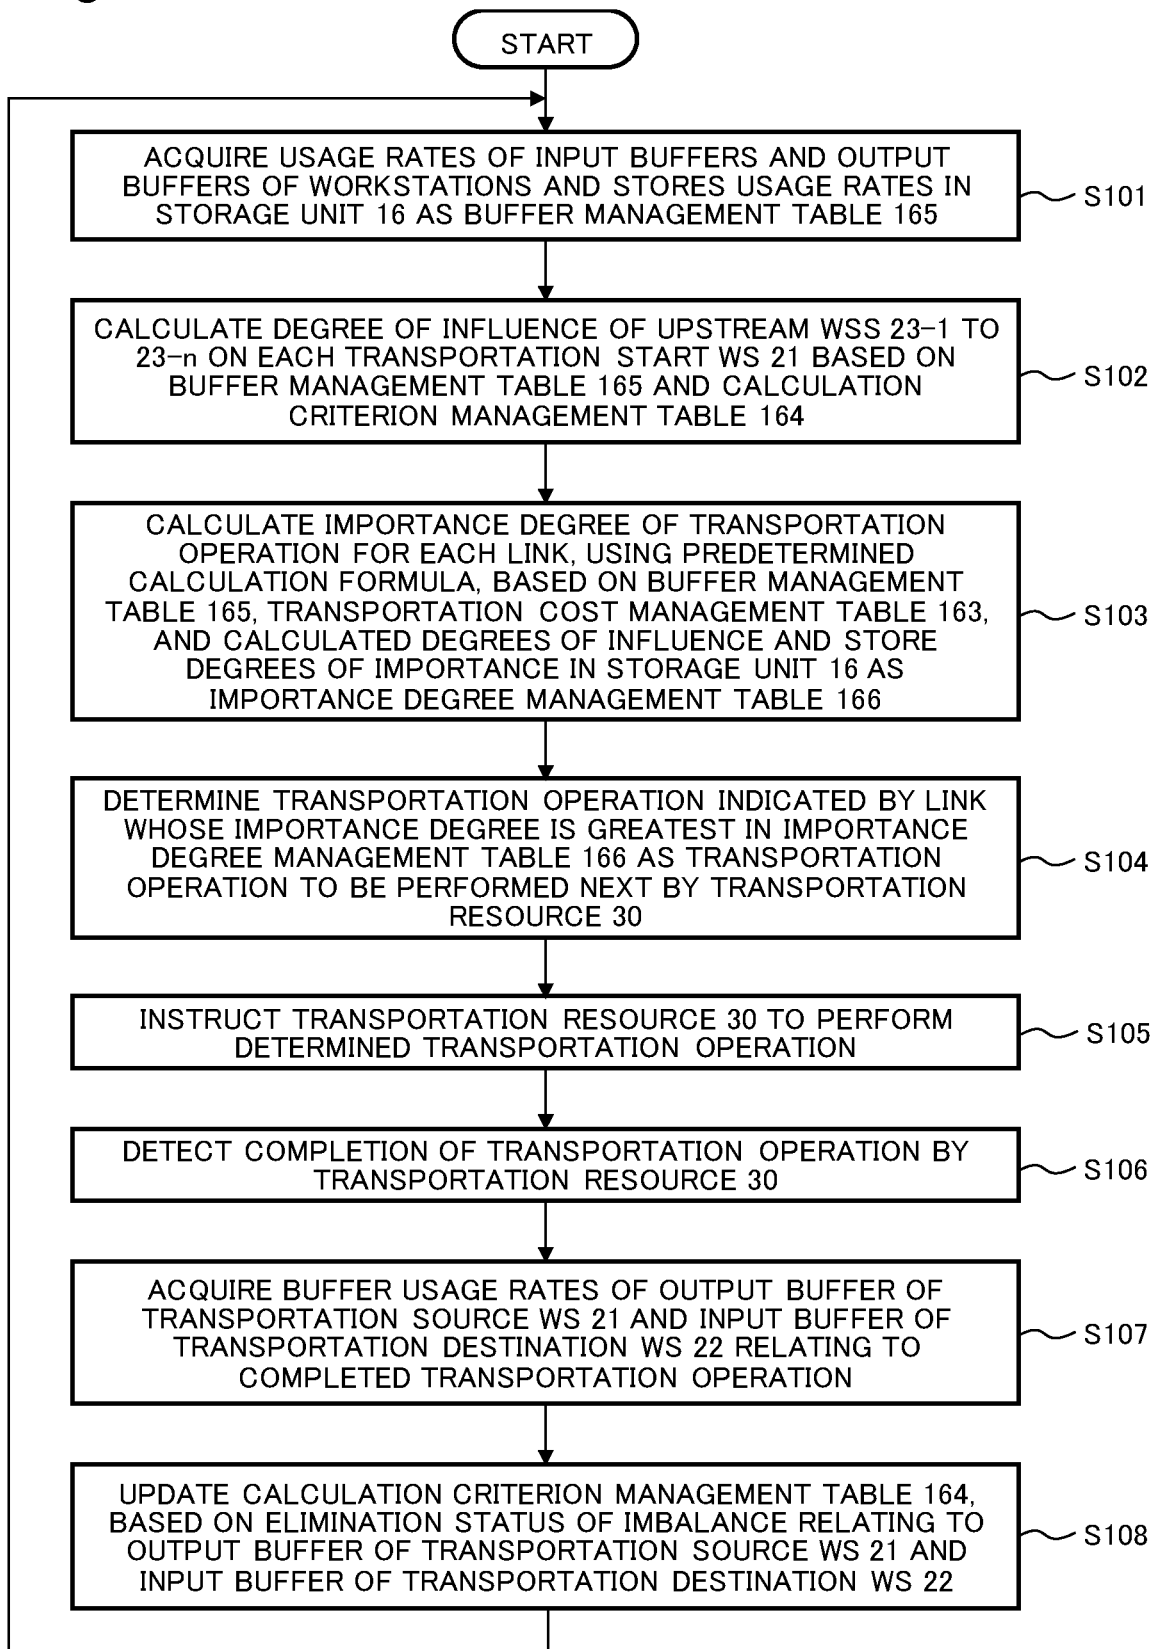 START
ACQUIRE USAGE RATES OF INPUT BUFFERS AND OUTPUT
BUFFERS OF WORKSTATIONS AND STORES USAGE RATES IN
STORAGE UNIT 16 AS BUFFER MANAGEMENT TABLE 165
S101
CALCULATE DEGREE OF INFLUENCE OF UPSTREAM WSS 23-1 TO
23-n ON EACH TRANSPORTATION START WS 21 BASED ON
BUFFER MANAGEMENT TABLE 165 AND CALCULATION
CRITERION MANAGEMENT TABLE 164
S102
CALCULATE IMPORTANCE DEGREE OF TRANSPORTATION
OPERATION FOR EACH LINK, USING PREDETERMINED
CALCULATION FORMULA, BASED ON BUFFER MANAGEMENT
TABLE 165, TRANSPORTATION COST MANAGEMENT TABLE 163,
AND CALCULATED DEGREES OF INFLUENCE AND STORE
DEGREES OF IMPORTANCE IN STORAGE UNIT 16 AS
IMPORTANCE DEGREE MANAGEMENT TABLE 166
S103
DETERMINE TRANSPORTATION OPERATION INDICATED BY LINK
WHOSE IMPORTANCE DEGREE IS GREATEST IN IMPORTANCE
DEGREE MANAGEMENT TABLE 166 AS TRANSPORTATION
OPERATION TO BE PERFORMED NEXT BY TRANSPORTATION
RESOURCE 30
S104
INSTRUCT TRANSPORTATION RESOURCE 30 TO PERFORM
DETERMINED TRANSPORTATION OPERATION
S105
DETECT COMPLETION OF TRANSPORTATION OPERATION BY
TRANSPORTATION RESOURCE 30
S106
ACQUIRE BUFFER USAGE RATES OF OUTPUT BUFFER OF
TRANSPORTATION SOURCE WS 21 AND INPUT BUFFER OF
TRANSPORTATION DESTINATION WS 22 RELATING TO
COMPLETED TRANSPORTATION OPERATION
S107
UPDATE CALCULATION CRITERION MANAGEMENT TABLE 164,
BASED ON ELIMINATION STATUS OF IMBALANCE RELATING TO
OUTPUT BUFFER OF TRANSPORTATION SOURCE WS 21 AND
INPUT BUFFER OF TRANSPORTATION DESTINATION WS 22
S108